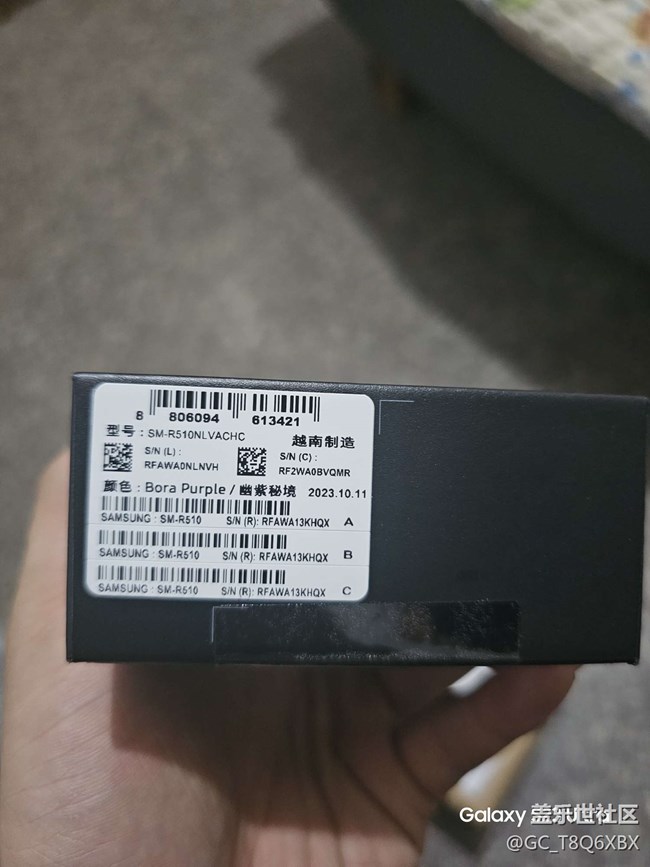 8 806094 613421
型号：SM-R510NLVACHC
越南制造
S/N (L) :
RFAWA0NLNVH
S/N (C) :
RF2WA0BVQMR
颜色：Bora Purple / 幽紫秘境 2023.10.11
SAMSUNG : SM-R510 S/N (R): RFAWA13KHQX A
SAMSUNG : SM-R510 S/N (R): RFAWA13KHQX B
SAMSUNG : SM-R510 S/N (R): RFAWA13KHQX C
Galaxy
盖乐世社区
@GC_T8Q6XBX